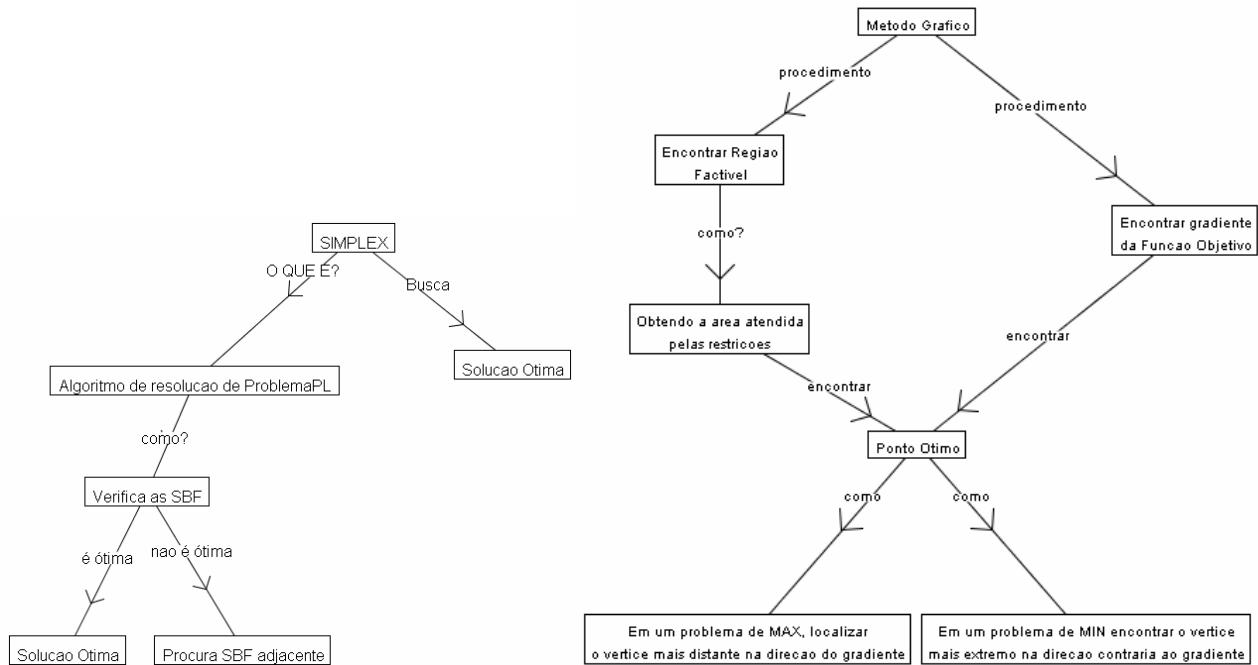 SIMPLEX
O QUE É?
Busca
Solucao Otima
Algoritmo de resolucao de ProblemaPL
como?
Verifica as SBF
é ótima
nao é ótima
Solucao Otima
Procura SBF adjacente
Metodo Grafico
procedimento
procedimento
Encontrar Regiao
Factivel
como?
Encontrar gradiente
da Funcao Objetivo
Obtendo a area atendida
pelas restricoes
encontrar
encontrar
Ponto Otimo
como
como
Em um problema de MAX, localizar
o vertice mais distante na direcao do gradiente
Em um problema de MIN encontrar o vertice
mais extremo na direcao contraria ao gradiente